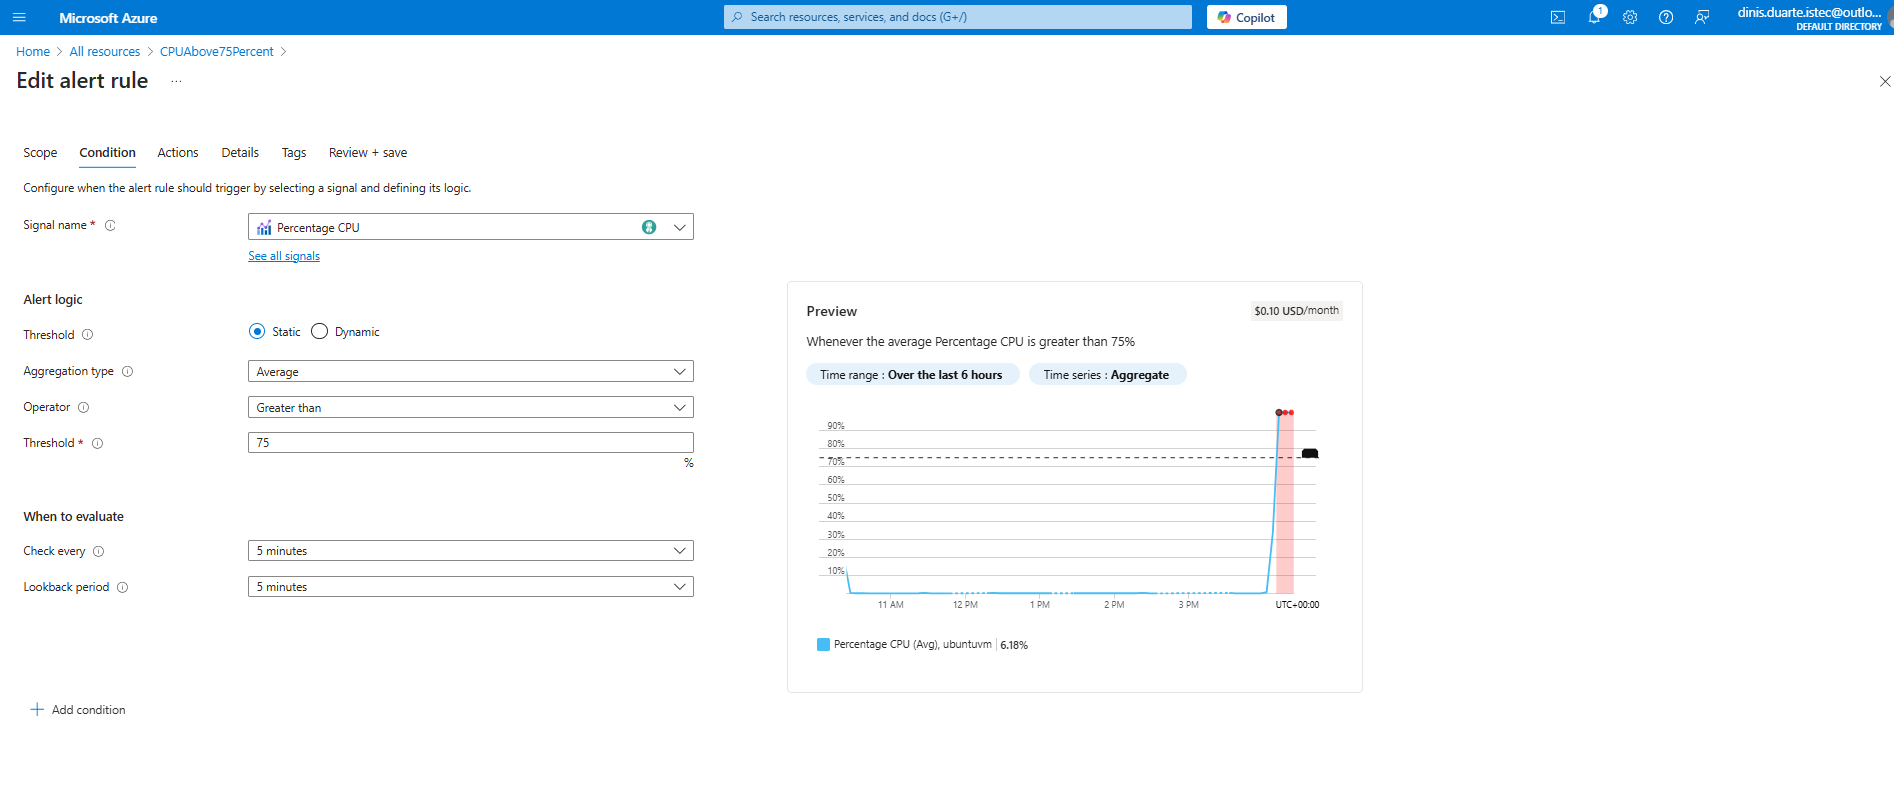 Microsoft Azure
Search resources, services, and docs (G+/)
Copilot
1
dinis.duarte.istec@outlo...
DEFAULT DIRECTORY
Home > All resources > CPUAbove75Percent >
Edit alert rule ...
Scope Condition Actions Details Tags Review + save
Configure when the alert rule should trigger by selecting a signal and defining its logic.
Signal name *
Percentage CPU
See all signals
Alert logic
Threshold
Static Dynamic
Aggregation type
Average
Operator
Greater than
Threshold *
75
%
When to evaluate
Check every
5 minutes
Lookback period
5 minutes
Add condition
Preview
$0.10 USD/month
Whenever the average Percentage CPU is greater than 75%
Time range : Over the last 6 hours
Time series : Aggregate
90%
80%
70%
60%
50%
40%
30%
20%
10%
11 AM 12 PM 1 PM 2 PM 3 PM UTC+00:00
Percentage CPU (Avg), ubuntuvm | 6.18%